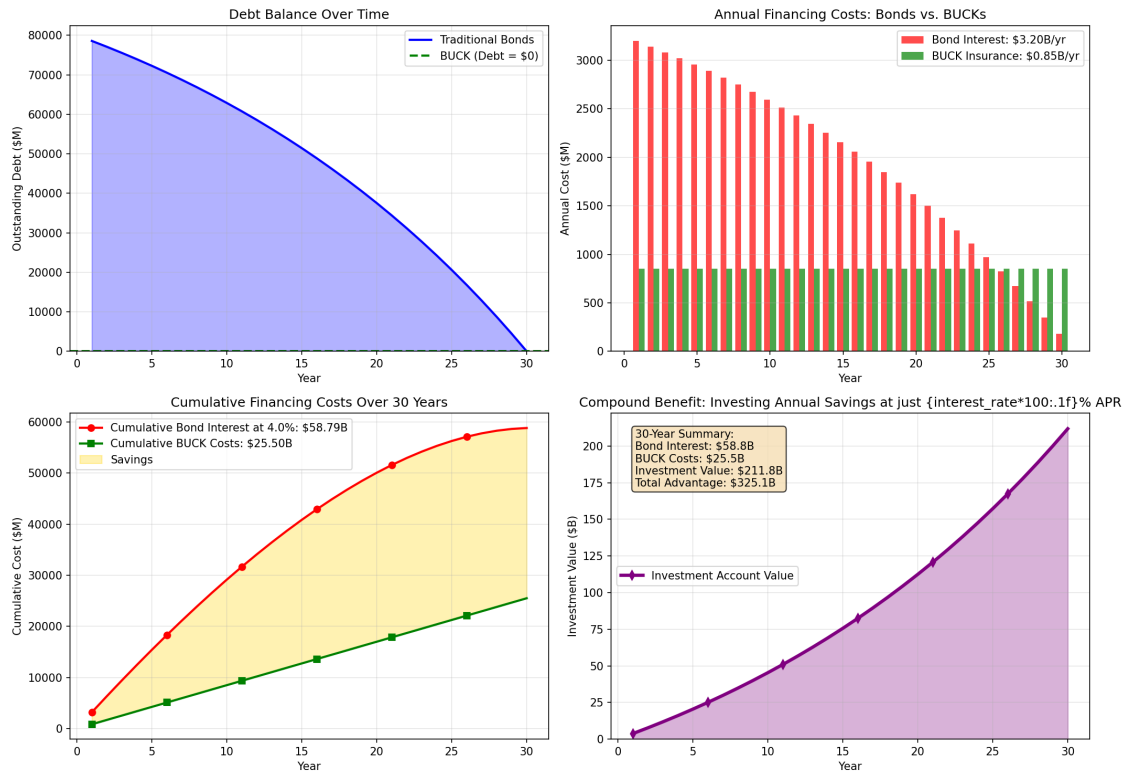 Debt Balance Over Time
Traditional Bonds
BUCK (Debt = $0)
80000
70000
60000
50000
40000
30000
20000
10000
0
Outstanding Debt ($M)
0 5 10 15 20 25 30
Year
Annual Financing Costs: Bonds vs. BUCKs
Bond Interest: $3.20B/yr
BUCK Insurance: $0.85B/yr
3000
2500
2000
1500
1000
500
0
Annual Cost ($M)
0 5 10 15 20 25 30
Year
Cumulative Financing Costs Over 30 Years
Cumulative Bond Interest at 4.0%: $58.79B
Cumulative BUCK Costs: $25.50B
Savings
60000
50000
40000
30000
20000
10000
0
Cumulative Cost ($M)
0 5 10 15 20 25 30
Year
Compound Benefit: Investing Annual Savings at just {interest_rate*100:.1f}% APR
30-Year Summary:
Bond Interest: $58.8B
BUCK Costs: $25.5B
Investment Value: $211.8B
Total Advantage: $325.1B
Investment Account Value
200
175
150
125
100
75
50
25
0
Investment Value ($B)
0 5 10 15 20 25 30
Year